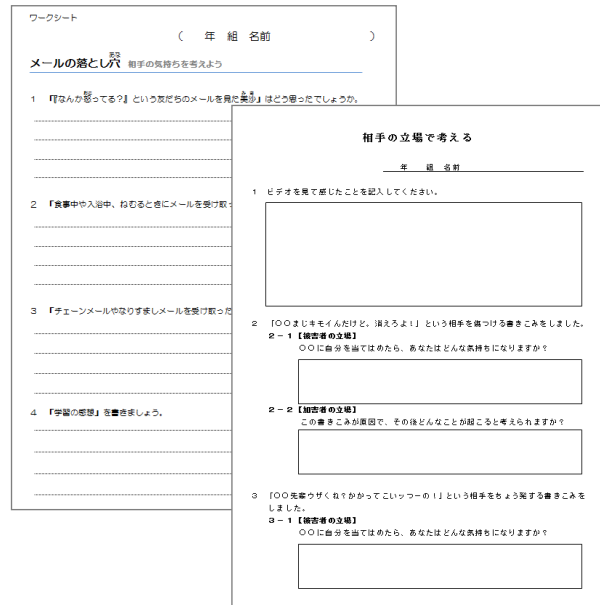 ワークシート
（　年　組　名前　　　　　　　）
メールの落とし穴　相手の気持ちを考えよう
あな
1　『『なんか怒ってる？』という友だちのメールを見た美沙』はどう思ったでしょうか。
2　「食事中や入浴中、ねむるときにメールを受け取っ
3　「チェーンメールやなりすましメールを受け取った
4　「学習の感想」を書きましょう。
相手の立場で考える
年　　組　名前
1　ビデオを見て感じたことを記入してください。
2　「〇〇まじキモイんだけど。消えろよ！」という相手を傷つける書きこみをしました。
2－1【被害者の立場】
〇〇に自分を当てはめたら、あなたはどんな気持ちになりますか？
2－2【加害者の立場】
この書きこみが原因で、その後どんなことが起こると考えられますか？
3　「〇〇先輩ウザくね？かかってこいッつーの！」という相手をちょう発する書きこみを
しました。
3－1【被害者の立場】
〇〇に自分を当てはめたら、あなたはどんな気持ちになりますか？